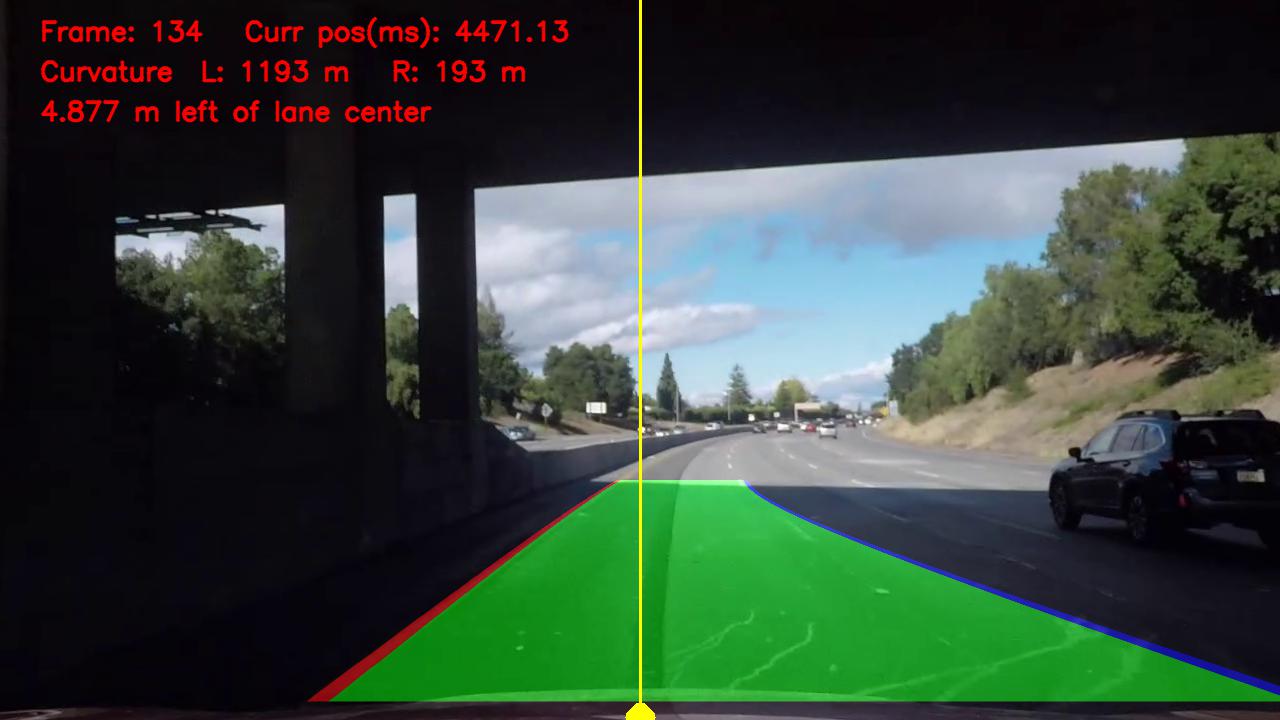 Frame: 134 Curr pos(ms): 4471.13
Curvature L: 1193 m R: 193 m
4.877 m left of lane center